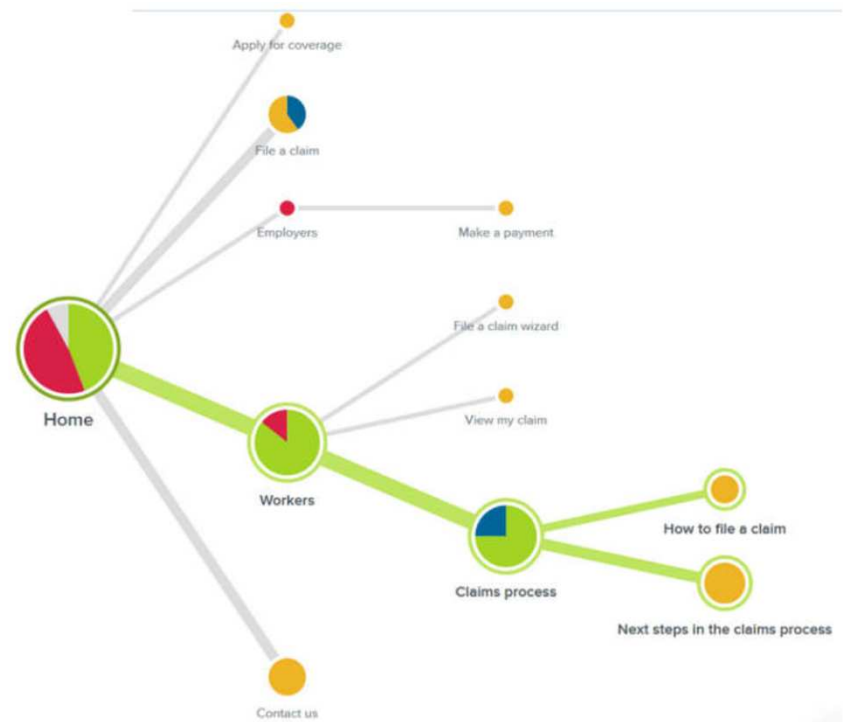 Apply for coverage
File a claim
Employers
Make a payment
File a claim wizard
Home
View my claim
Workers
How to file a claim
Claims process
Next steps in the claims process
Contact us